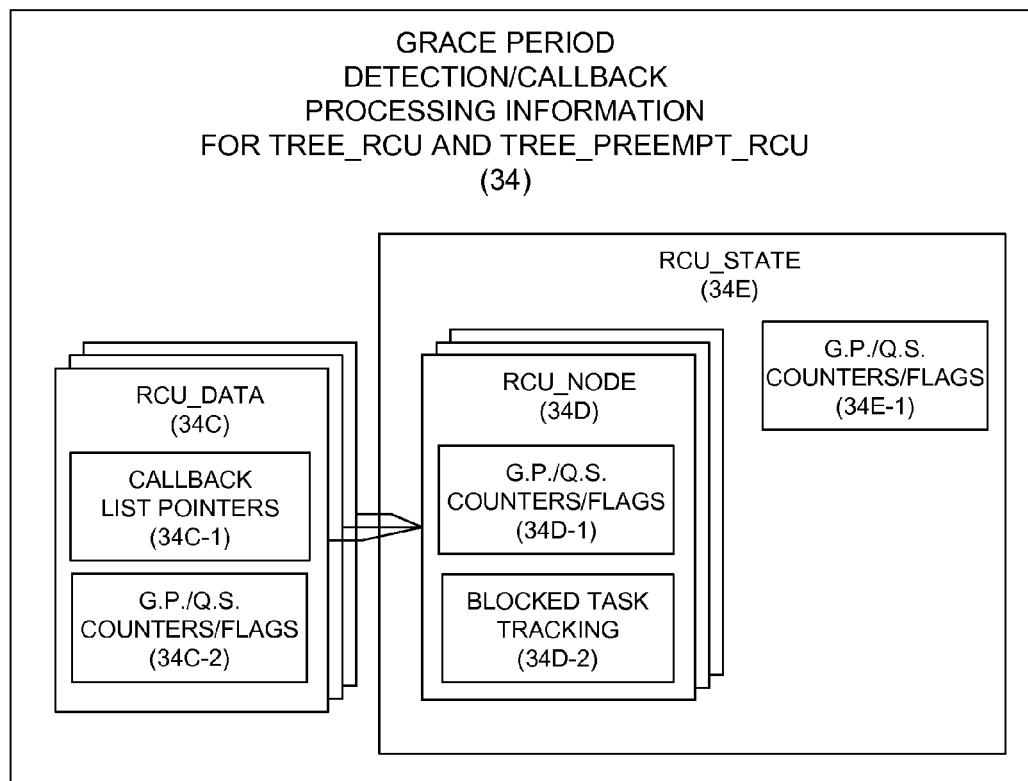 GRACE PERIOD
DETECTION/CALLBACK
PROCESSING INFORMATION
FOR TREE_RCU AND TREE_PREEMPT_RCU
(34)
RCU_STATE
(34E)
G.P./Q.S.
COUNTERS/FLAGS
(34E-1)
RCU_DATA
(34C)
CALLBACK
LIST POINTERS
(34C-1)
G.P./Q.S.
COUNTERS/FLAGS
(34C-2)
RCU_NODE
(34D)
G.P./Q.S.
COUNTERS/FLAGS
(34D-1)
BLOCKED TASK
TRACKING
(34D-2)